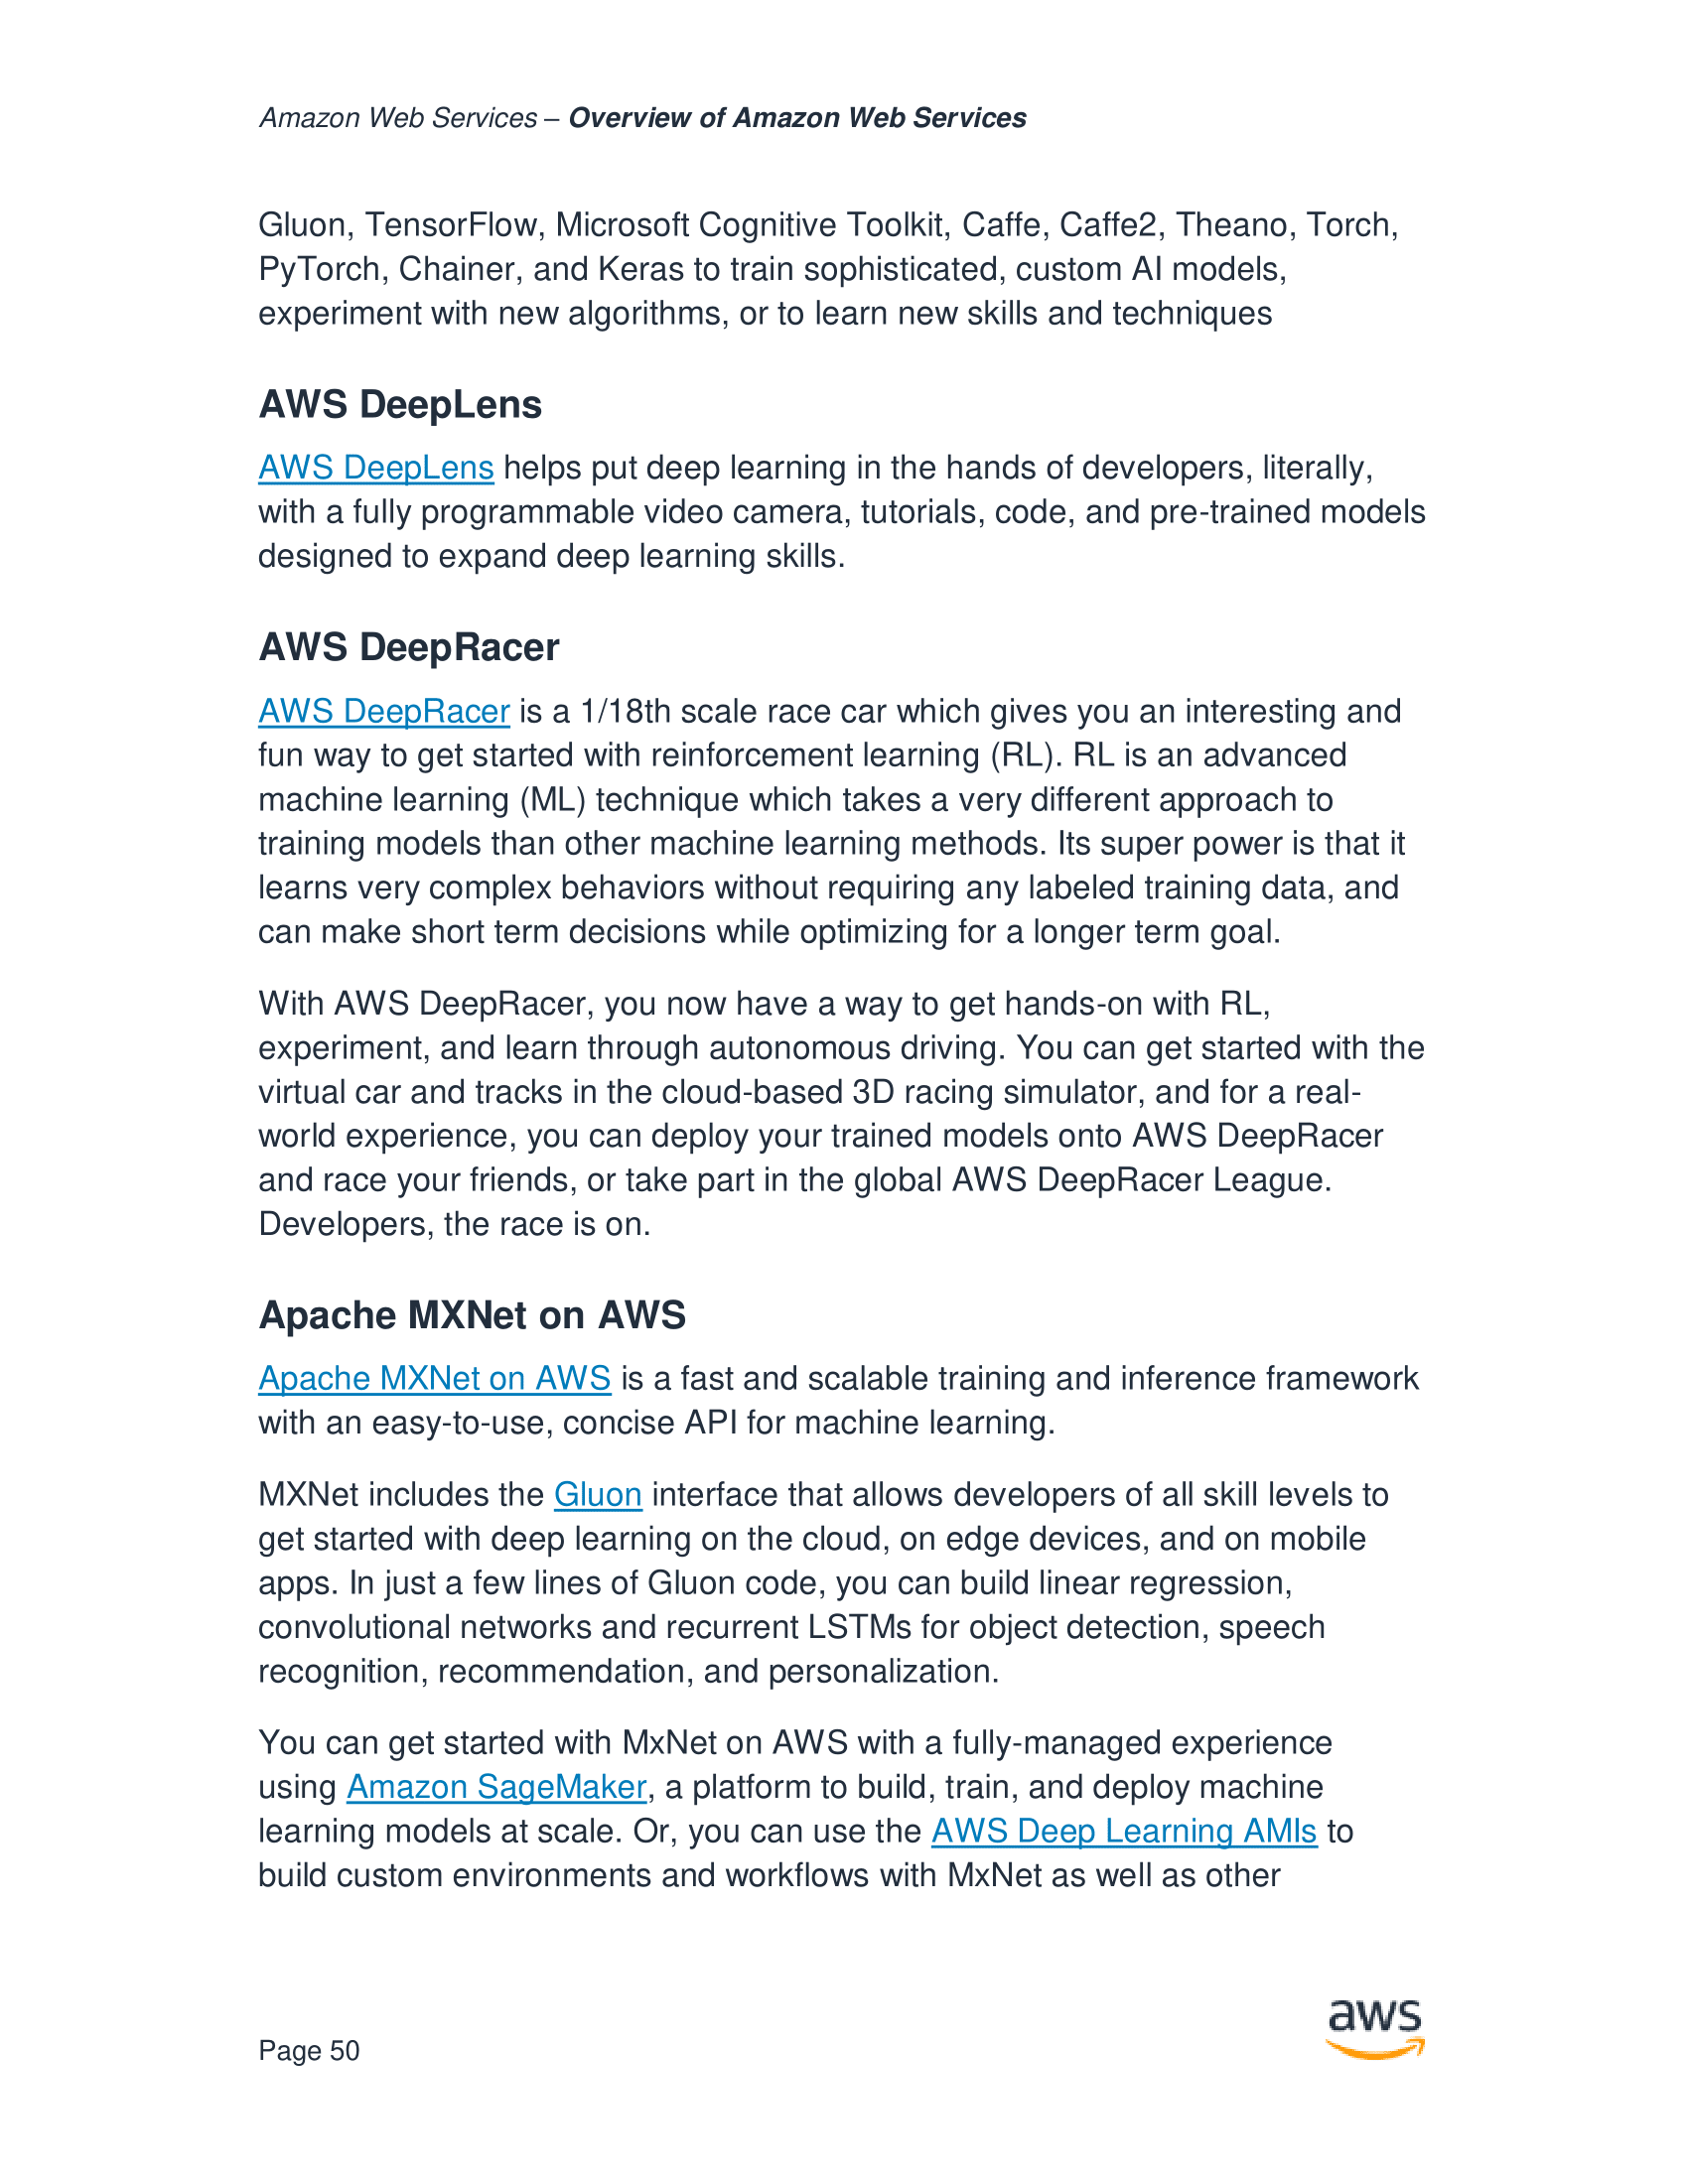 Amazon Web Services – Overview of Amazon Web Services
Gluon, TensorFlow, Microsoft Cognitive Toolkit, Caffe, Caffe2, Theano, Torch,
PyTorch, Chainer, and Keras to train sophisticated, custom AI models,
experiment with new algorithms, or to learn new skills and techniques
AWS DeepLens
AWS DeepLens helps put deep learning in the hands of developers, literally,
with a fully programmable video camera, tutorials, code, and pre-trained models
designed to expand deep learning skills.
AWS DeepRacer
AWS DeepRacer is a 1/18th scale race car which gives you an interesting and
fun way to get started with reinforcement learning (RL). RL is an advanced
machine learning (ML) technique which takes a very different approach to
training models than other machine learning methods. Its super power is that it
learns very complex behaviors without requiring any labeled training data, and
can make short term decisions while optimizing for a longer term goal.
With AWS DeepRacer, you now have a way to get hands-on with RL,
experiment, and learn through autonomous driving. You can get started with the
virtual car and tracks in the cloud-based 3D racing simulator, and for a real-
world experience, you can deploy your trained models onto AWS DeepRacer
and race your friends, or take part in the global AWS DeepRacer League.
Developers, the race is on.
Apache MXNet on AWS
Apache MXNet on AWS is a fast and scalable training and inference framework
with an easy-to-use, concise API for machine learning.
MXNet includes the Gluon interface that allows developers of all skill levels to
get started with deep learning on the cloud, on edge devices, and on mobile
apps. In just a few lines of Gluon code, you can build linear regression,
convolutional networks and recurrent LSTMs for object detection, speech
recognition, recommendation, and personalization.
You can get started with MxNet on AWS with a fully-managed experience
using Amazon SageMaker, a platform to build, train, and deploy machine
learning models at scale. Or, you can use the AWS Deep Learning AMIs to
build custom environments and workflows with MxNet as well as other
aws
Page 50